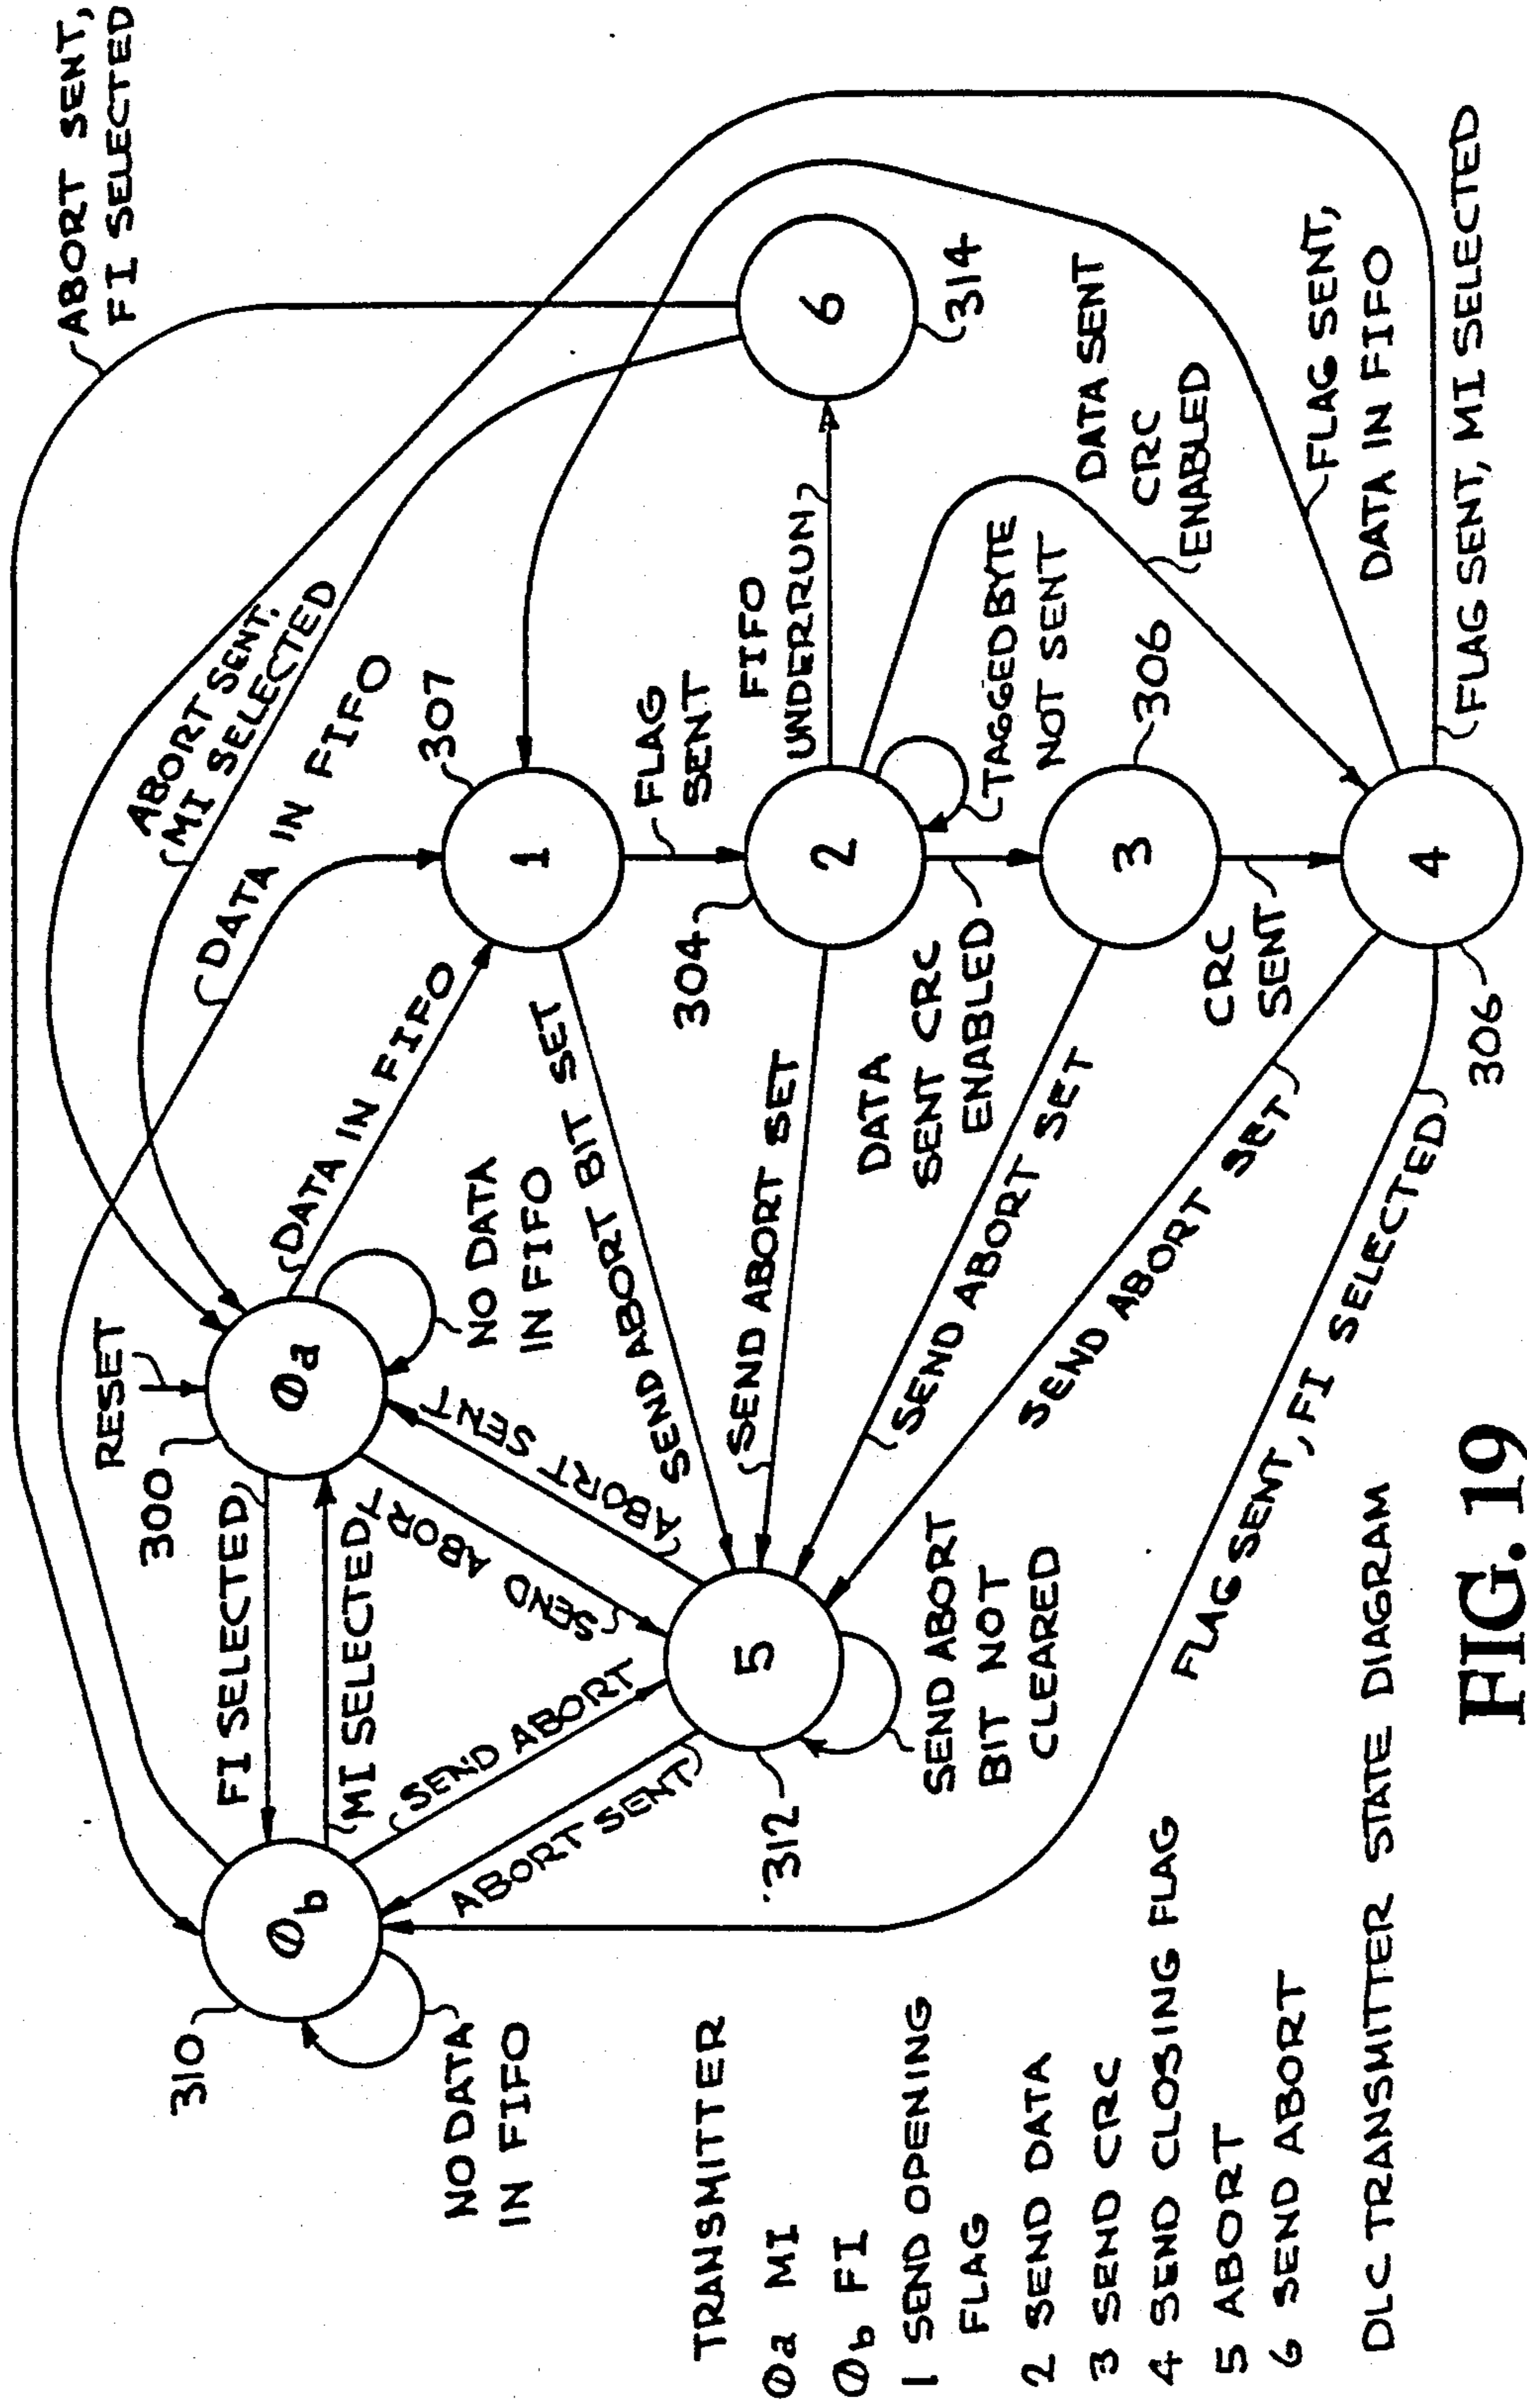 ABORT SENT,
FI SELECTED
RESET
300
310
FI SELECTED
MI SELECTED
NO DATA
IN FIFO
NO DATA
IN FIFO
ABORT SENT,
MI SELECTED
DATA IN FIFO
DATA IN FIFO
307
SEND ABORT
ABORT SENT
SEND ABORT
ABORT SENT
SEND ABORT BIT SET
SEND ABORT SET
SEND ABORT SET
SEND ABORT SET
SEND ABORT
BIT NOT
CLEARED
312
FLAG
SENT
304
FIFO
UNDERRUN
314
TAGGED BYTE
NOT SENT
DATA SENT
CRC
ENABLED
DATA
SENT CRC
ENABLED
306
CRC
SENT
306
FLAG SENT,
DATA IN FIFO
FLAG SENT, MI SELECTED
FLAG SENT, FI SELECTED
0a
0b
1
2
3
4
5
6
TRANSMITTER
0a MI
0b FI
1 SEND OPENING
FLAG
2 SEND DATA
3 SEND CRC
4 SEND CLOSING FLAG
5 ABORT
6 SEND ABORT
DLC TRANSMITTER STATE DIAGRAM
FIG. 19